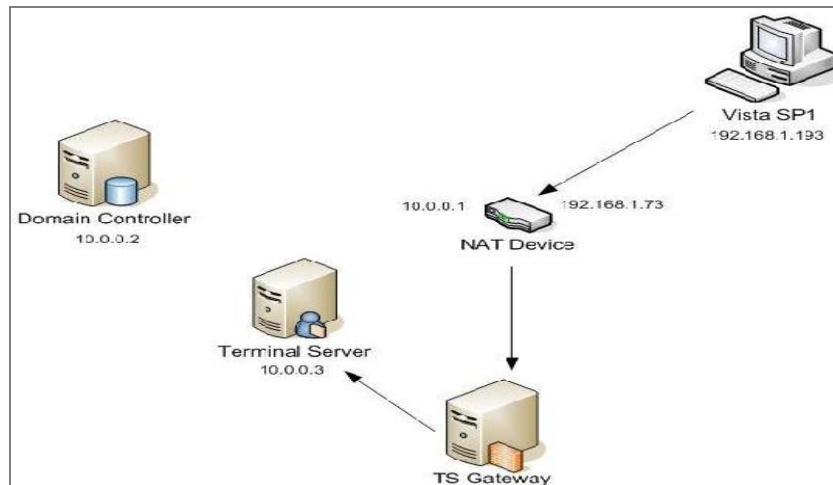 Vista SP1
192.168.1.193
10.0.0.1
192.168.1.73
NAT Device
Domain Controller
10.0.0.2
Terminal Server
10.0.0.3
TS Gateway